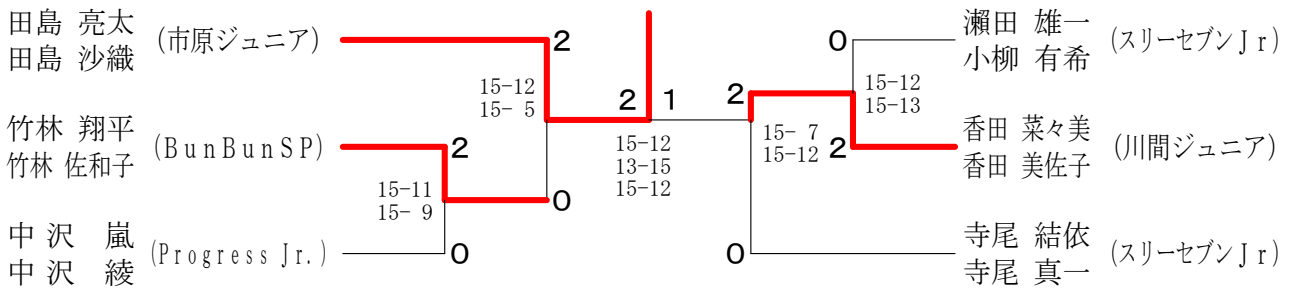 田島 亮太
田島 沙織
(市原ジュニア)
2
15-12
15- 5
竹林 翔平
竹林 佐和子
(BunBunSP)
2
15-11
15- 9
0
中沢 嵐
中沢 綾
(Progress Jr.)
0
2 1
15-12
13-15
15-12
瀬田 雄一
小柳 有希
(スリーセブンJr)
0
15-12
15-13
2
15- 7
15-12
香田 菜々美
香田 美佐子
(川間ジュニア)
2
寺尾 結依
寺尾 真一
(スリーセブンJr)
0